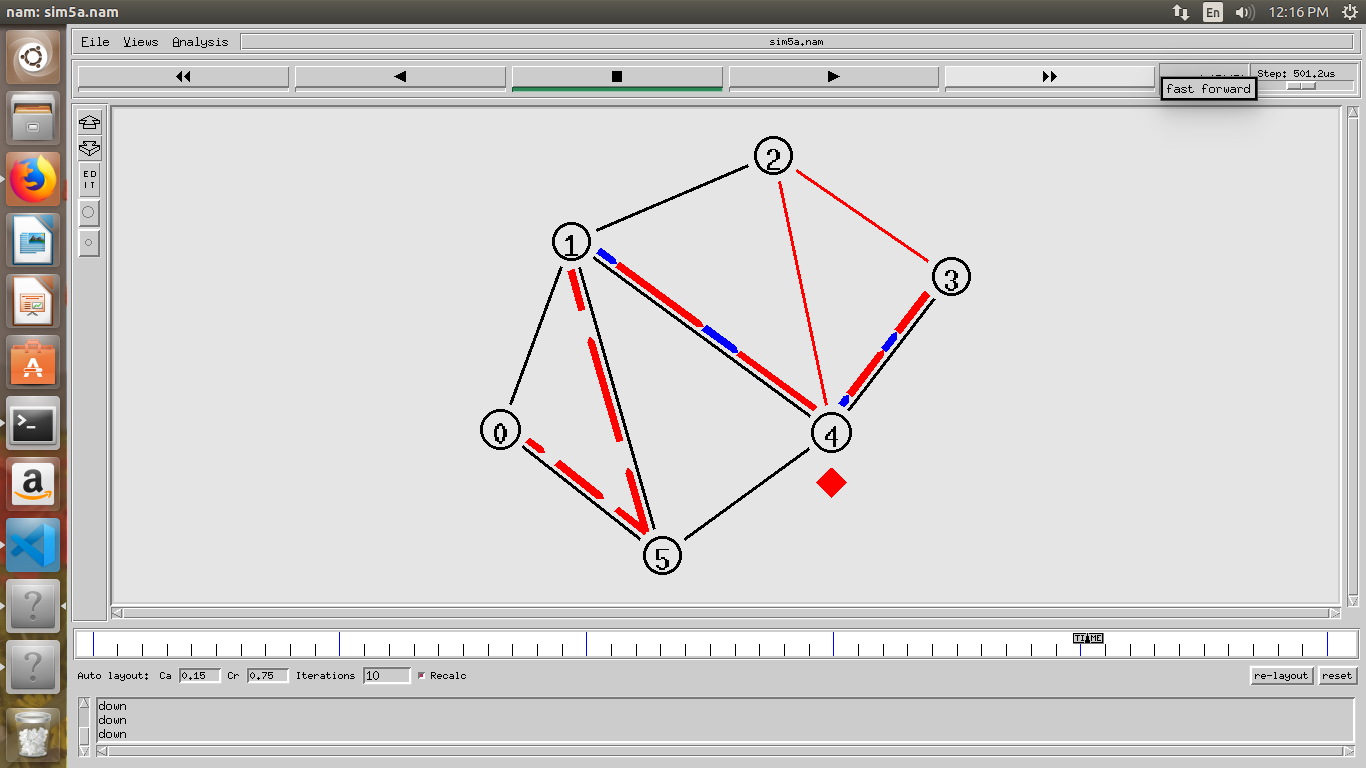 nam: sim5a.nam
En
12:16 PM
File Views Analysis
sim5a.nam
Step: 501.2us
fast forward
ED
IT
2
1
3
0
4
5
TIME
Auto layout: Ca 0.15 Cr 0.75 Iterations 10 Recalc
re-layout reset
down
down
down